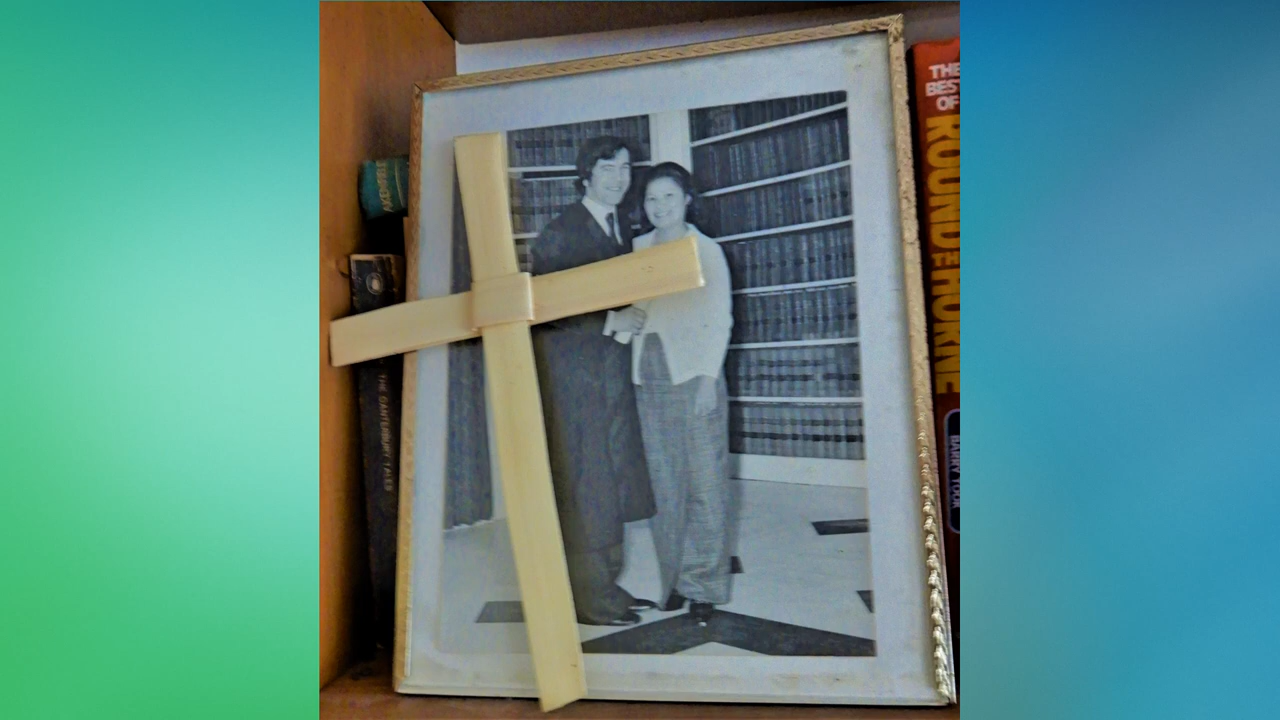 THE CANTERBURY TALES
THE
BEST
OF
ROUND THE HORNE
BARRY TOOK